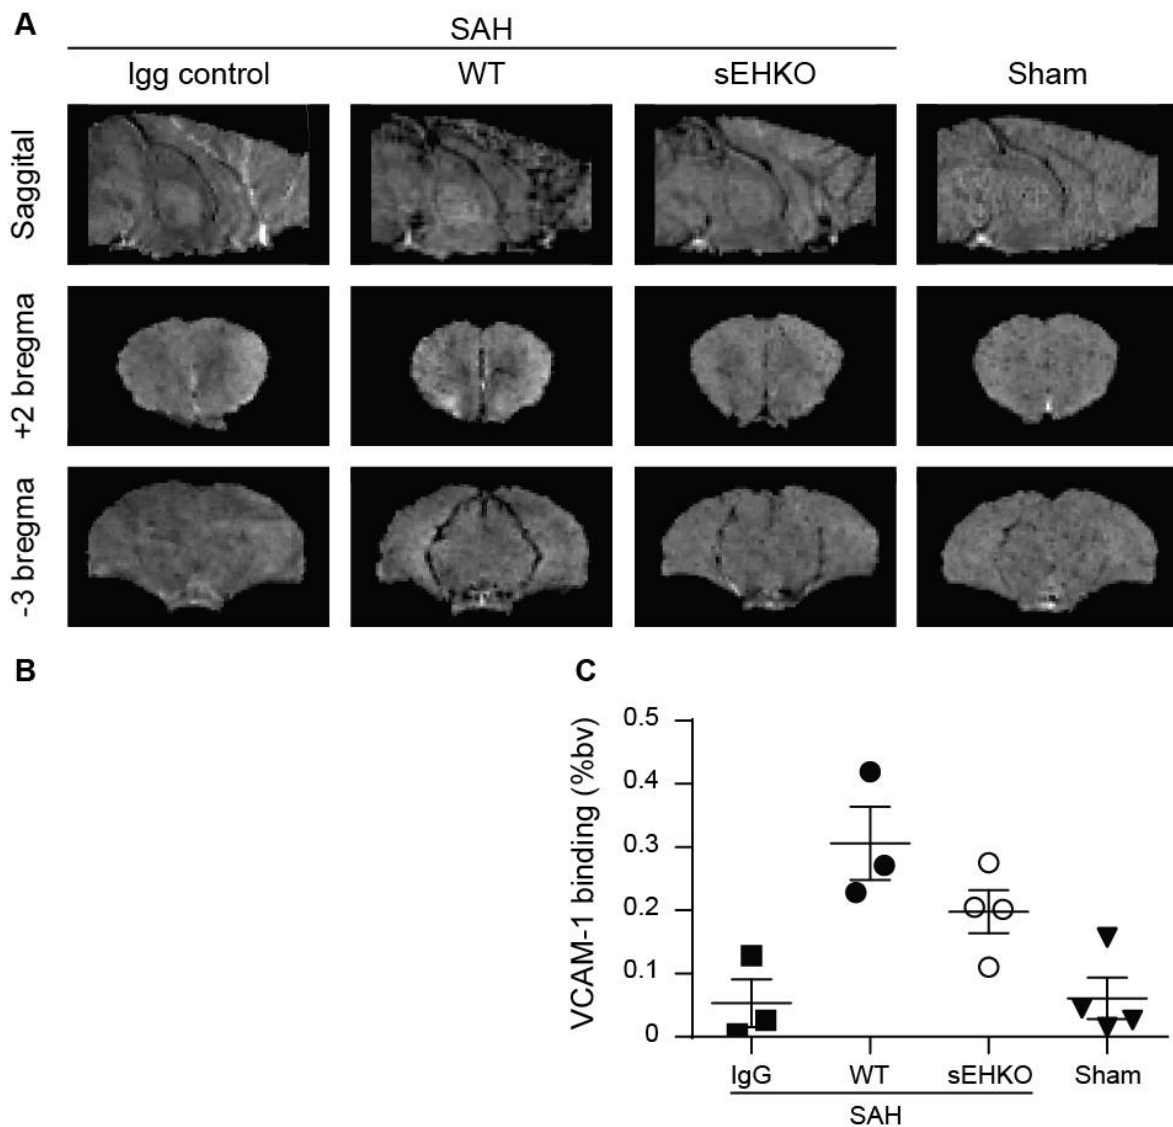 A
SAH
Igg control WT sEHKO Sham
Saggital
+2 bregma
-3 bregma
B
C
VCAM-1 binding (%bv)
0.5
0.4
0.3
0.2
0.1
0
IgG WT sEHKO Sham
SAH